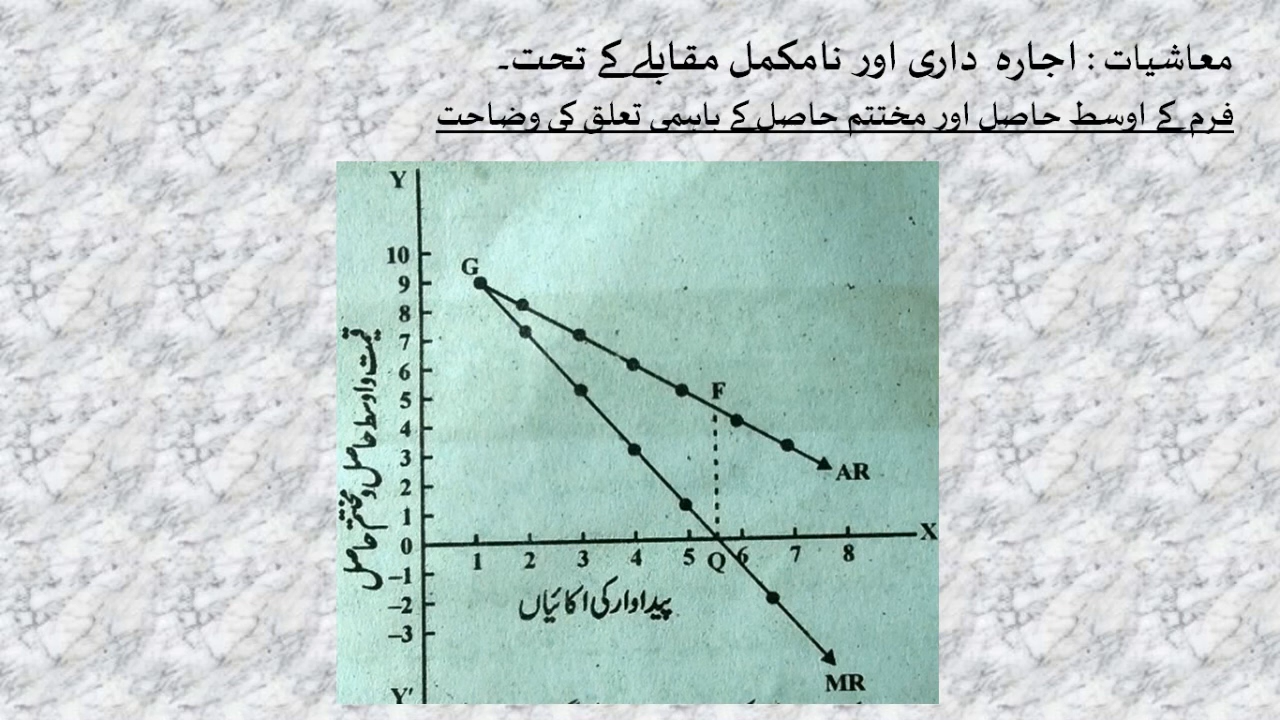 معاشیات : اجارہ داری اور نامکمل مقابلے کے تحت۔
فرم کے اوسط حاصل اور مختتم حاصل کے باہمی تعلق کی وضاحت
Y
10
9
8
7
6
5
4
3
2
1
0
–1
–2
–3
Y'
G
F
AR
X
1 2 3 4 5 Q 6 7 8
MR
قیمت و اوسط حاصل و مختتم حاصل
پیداوار کی اکائیاں